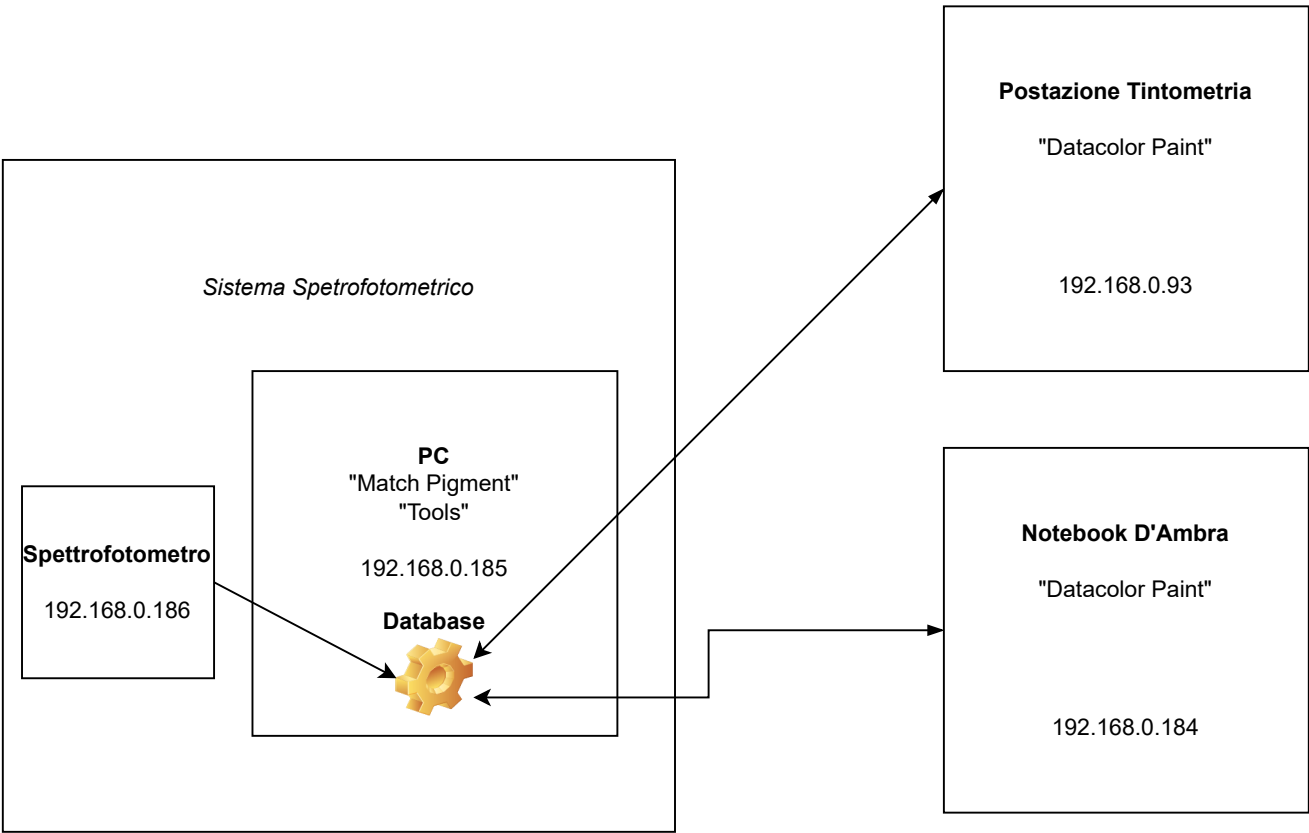 Postazione Tintometria
"Datacolor Paint"
192.168.0.93
Sistema Spetrofotometrico
PC
"Match Pigment"
"Tools"
192.168.0.185
Database
Spettrofotometro
192.168.0.186
Notebook D'Ambra
"Datacolor Paint"
192.168.0.184